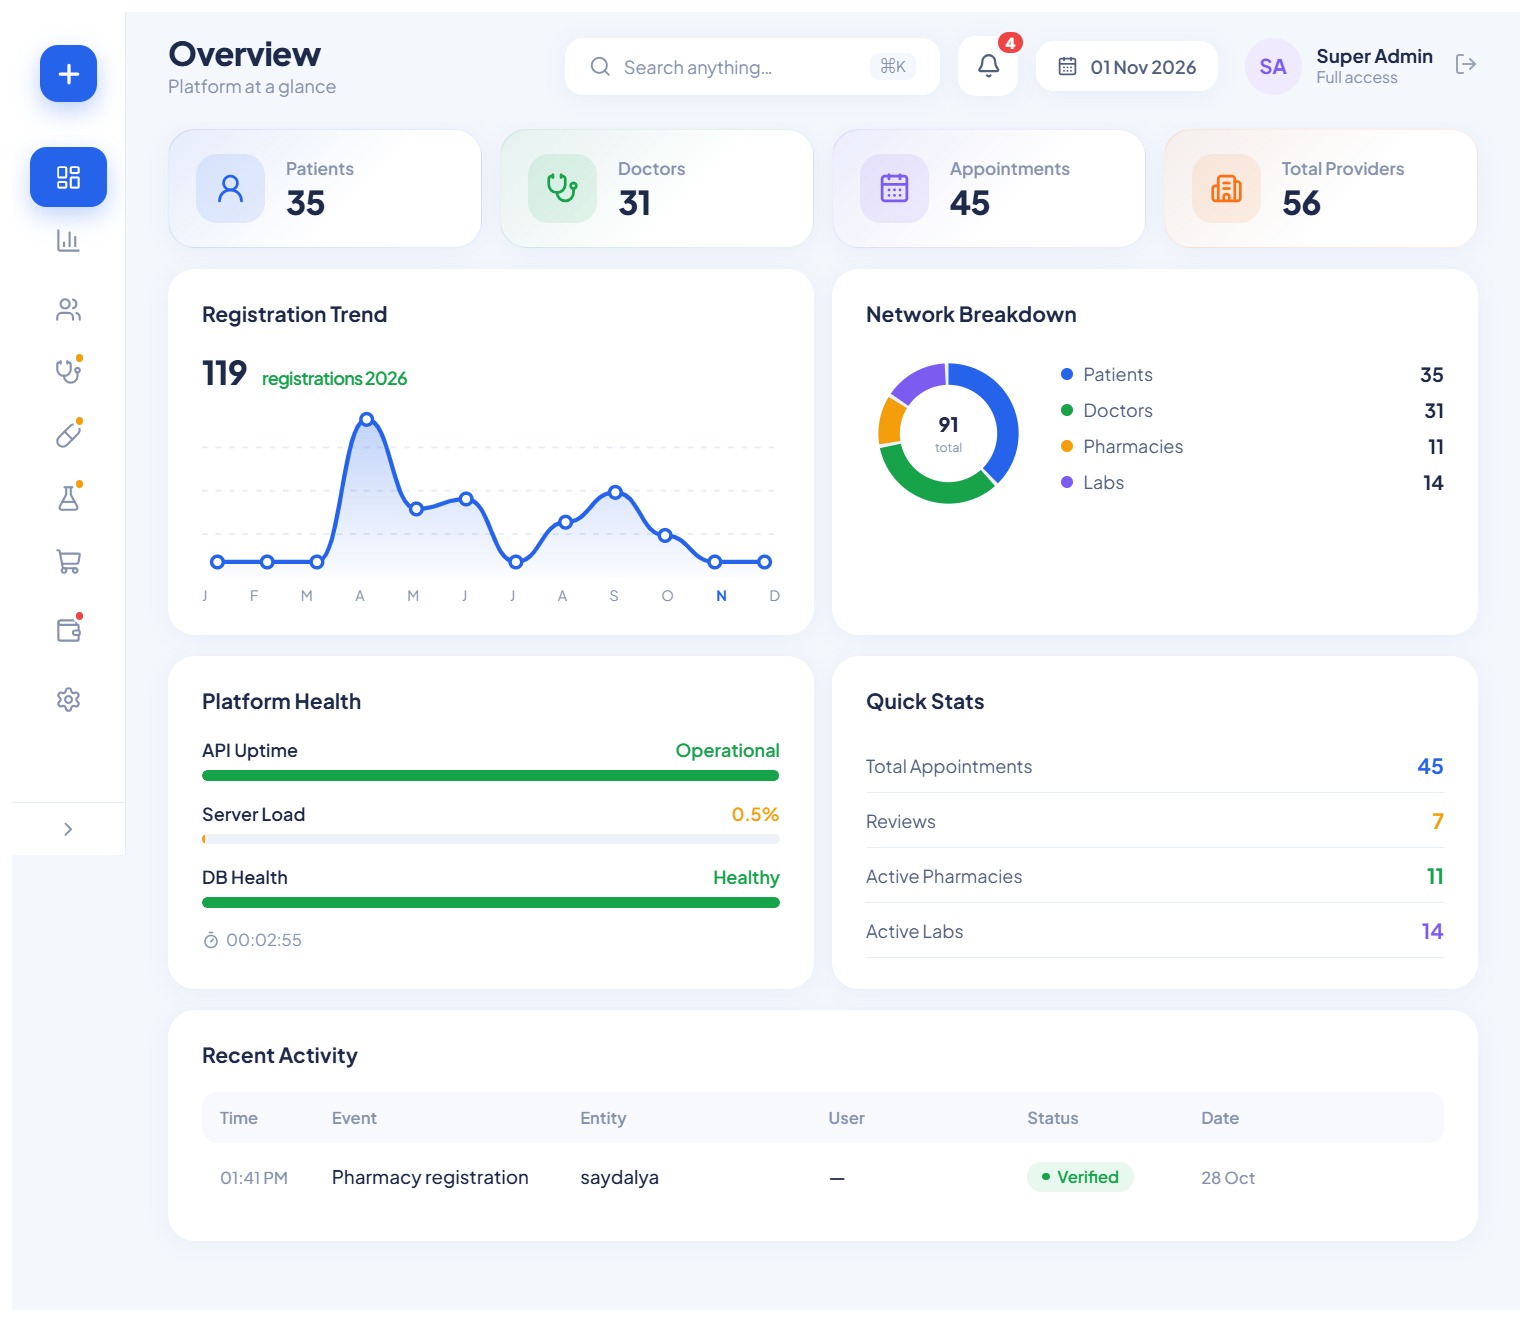 Overview
Platform at a glance
Search anything...
⌘K
4
01 Nov 2026
SA
Super Admin
Full access
Patients
35
Doctors
31
Appointments
45
Total Providers
56
Registration Trend
119 registrations 2026
J F M A M J J A S O N D
Network Breakdown
91
total
Patients 35
Doctors 31
Pharmacies 11
Labs 14
Platform Health
API Uptime Operational
Server Load 0.5%
DB Health Healthy
00:02:55
Quick Stats
Total Appointments 45
Reviews 7
Active Pharmacies 11
Active Labs 14
Recent Activity
Time Event Entity User Status Date
01:41 PM Pharmacy registration saydalya — Verified 28 Oct